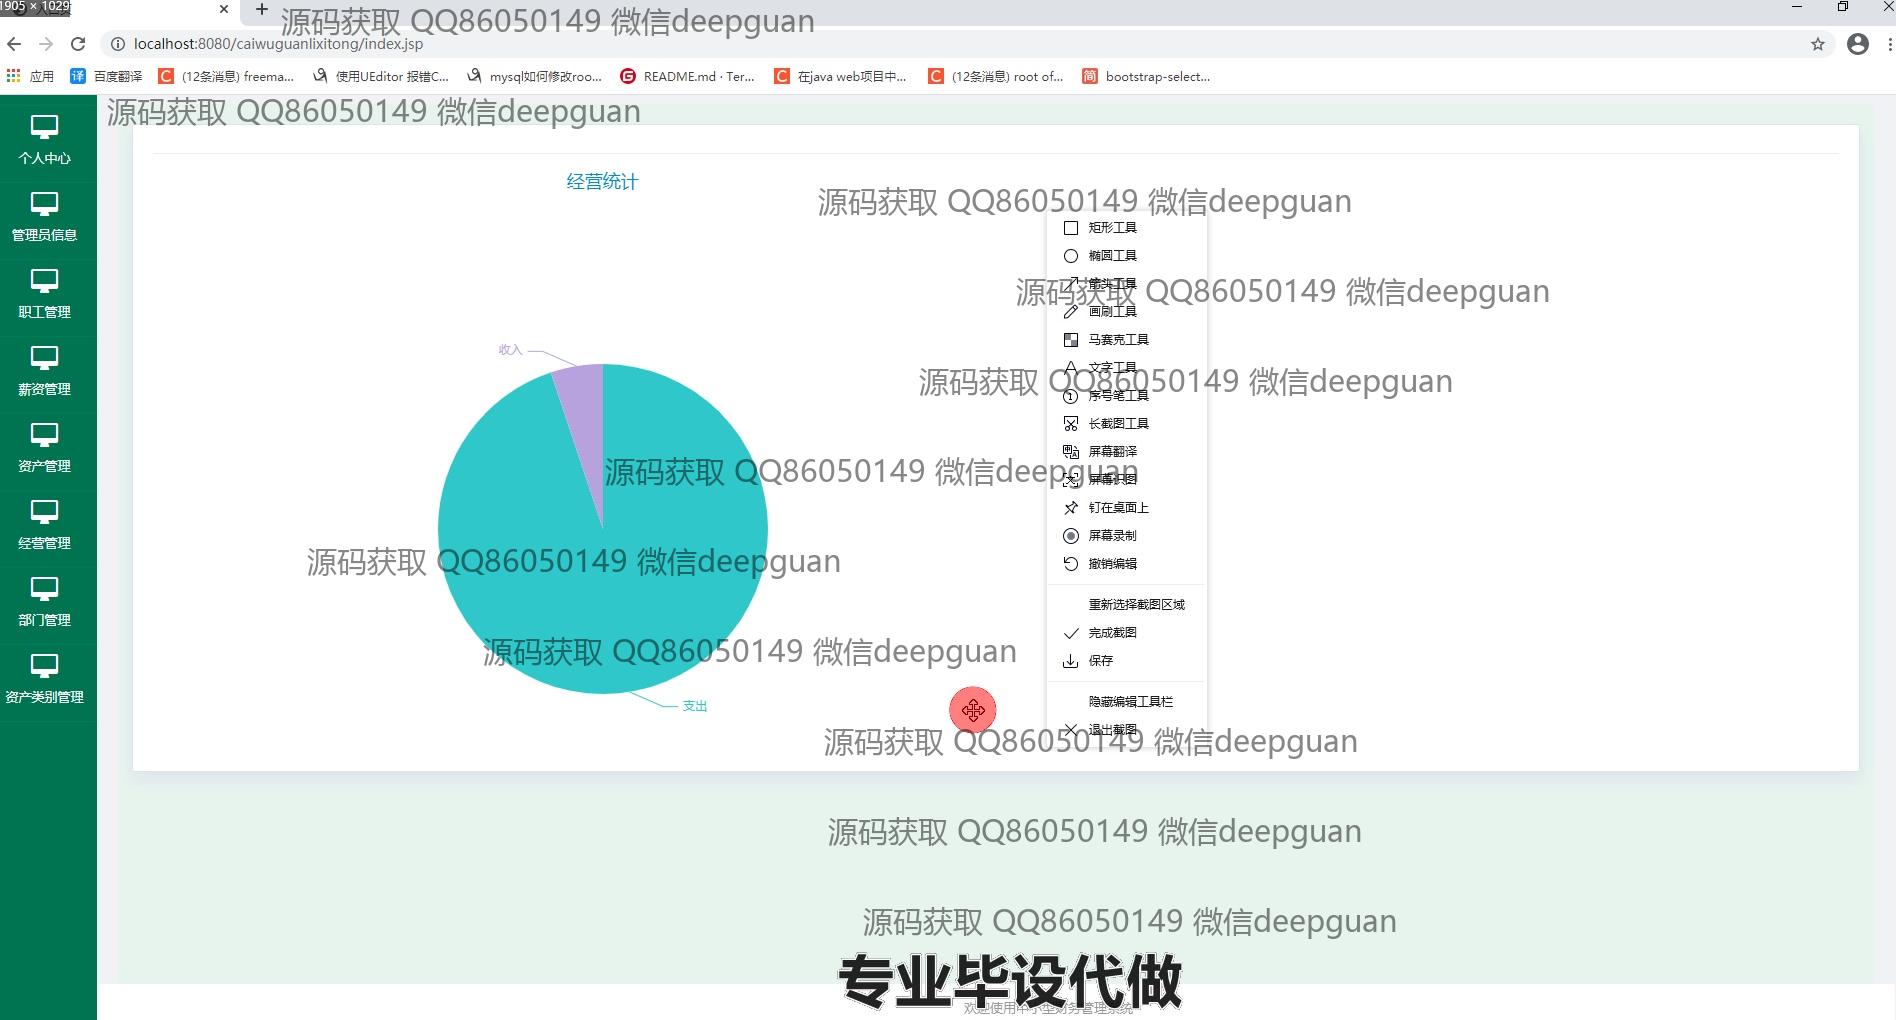 1905 × 1029
源码获取 QQ86050149 微信deepguan
localhost:8080/caiwuguanlixitong/index.jsp
应用 百度翻译 (12条消息) freema... 使用UEditor 报错C... mysql如何修改roo... README.md · Ter... 在java web项目中... (12条消息) root of... bootstrap-select...
源码获取 QQ86050149 微信deepguan
个人中心
管理员信息
职工管理
薪资管理
资产管理
经营管理
部门管理
资产类别管理
经营统计
收入
支出
源码获取 QQ86050149 微信deepguan
矩形工具
椭圆工具
箭头工具
源码获取 QQ86050149 微信deepguan
画刷工具
马赛克工具
文字工具
源码获取 QQ86050149 微信deepguan
序号笔工具
长截图工具
屏幕翻译
源码获取 QQ86050149 微信deepguan
屏幕识图
钉在桌面上
屏幕录制
撤销编辑
源码获取 QQ86050149 微信deepguan
重新选择截图区域
完成截图
源码获取 QQ86050149 微信deepguan
保存
隐藏编辑工具栏
退出截图
源码获取 QQ86050149 微信deepguan
源码获取 QQ86050149 微信deepguan
源码获取 QQ86050149 微信deepguan
专业毕设代做
欢迎使用中小型财务管理系统